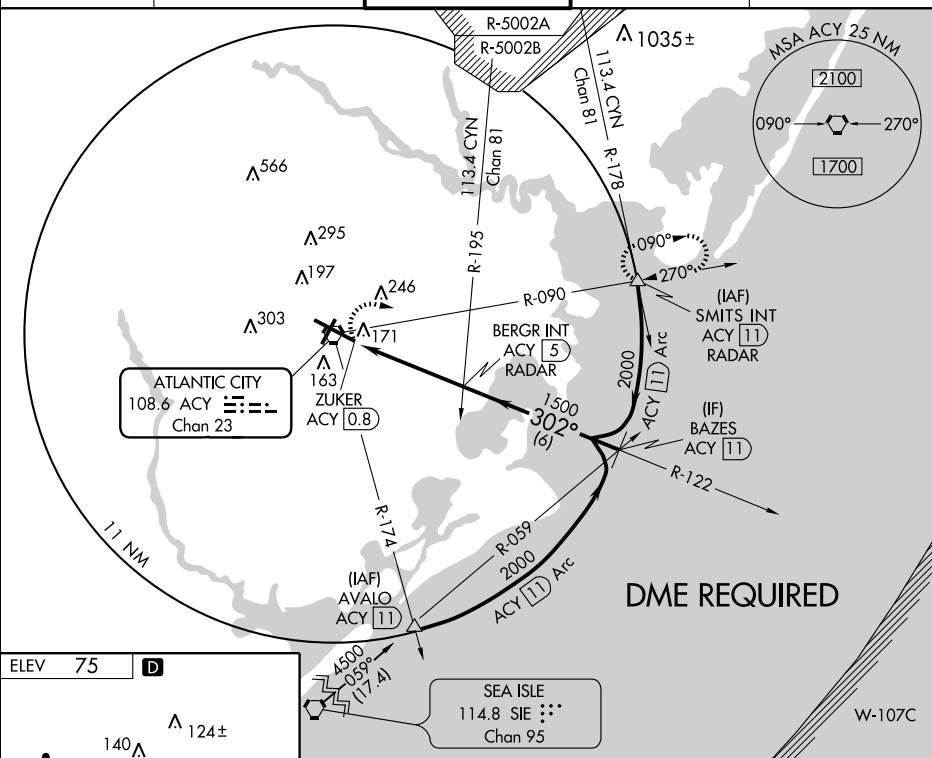 R-5002A
R-5002B
1035±
MSA ACY 25 NM
2100
090°
270°
1700
113.4 CYN
Chan 81
R-178
113.4 CYN
Chan 81
R-195
566
295
197
246
303
171
163
090°
270°
R-090
(IAF)
SMITS INT
ACY 11
RADAR
BERGR INT
ACY 5
RADAR
ATLANTIC CITY
108.6 ACY
Chan 23
ZUKER
ACY 0.8
2000
ACY 11 Arc
1500
302°
(6)
(IF)
BAZES
ACY 11
R-122
R-174
R-059
2000
ACY 11 Arc
11 NM
(IAF)
AVALO
ACY 11
DME REQUIRED
4500
059°
(17.4)
SEA ISLE
114.8 SIE
Chan 95
W-107C
ELEV 75 D
124±
140